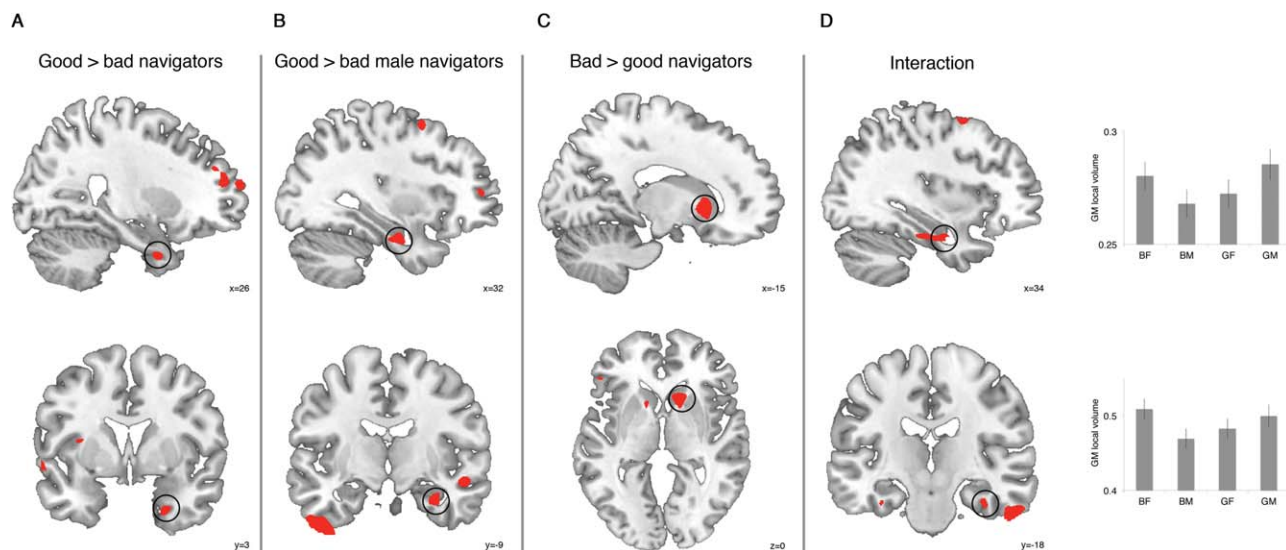 A
B
C
D
Good > bad navigators
Good > bad male navigators
Bad > good navigators
Interaction
x=26
x=32
x=-15
x=34
y=3
y=-9
z=0
y=-18
GM local volume
0.3
0.25
BF BM GF GM
GM local volume
0.5
0.4
BF BM GF GM